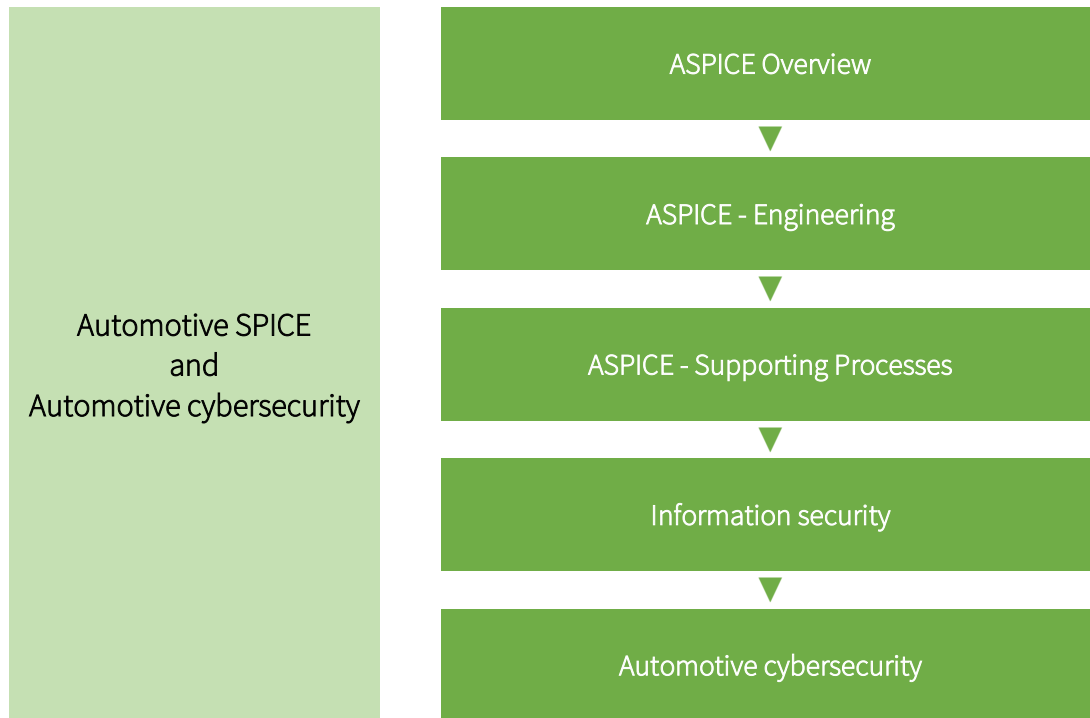 Automotive SPICE
and
Automotive cybersecurity
ASPICE Overview
ASPICE - Engineering
ASPICE - Supporting Processes
Information security
Automotive cybersecurity